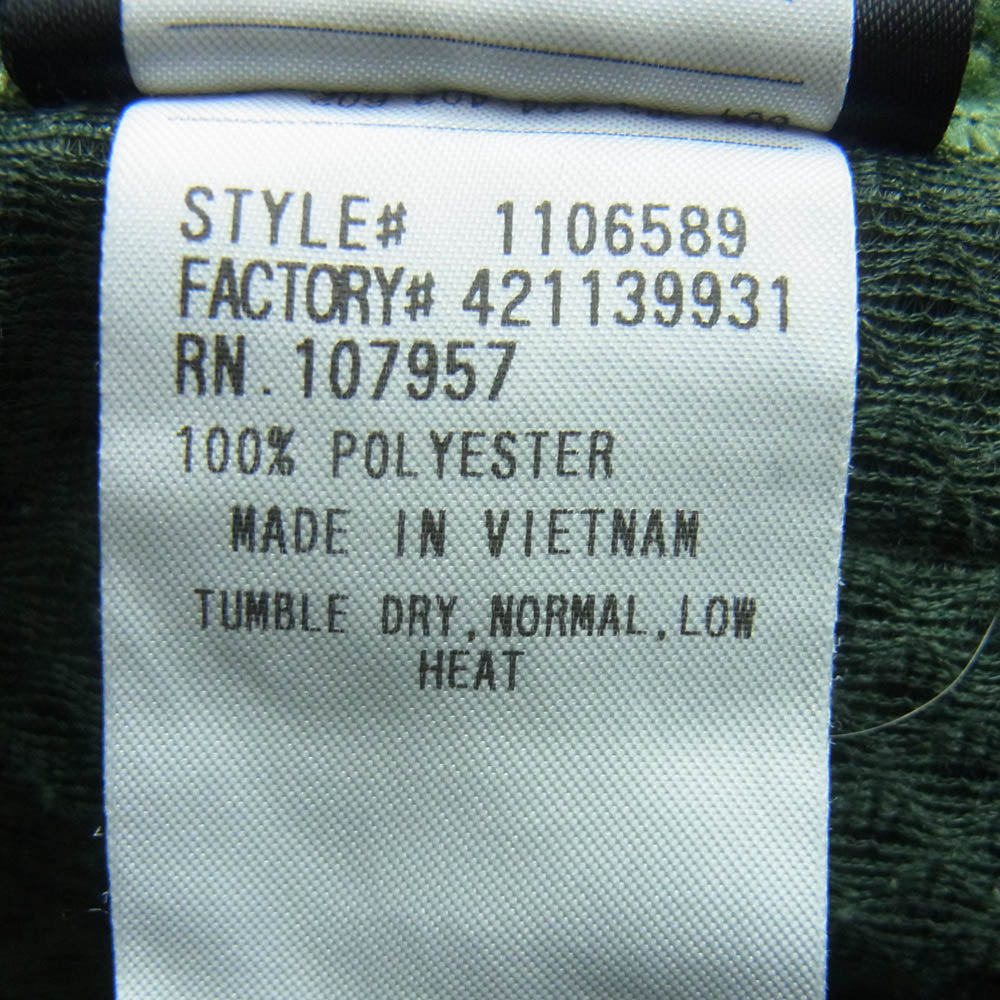 STYLE# 1106589
FACTORY# 421139931
RN. 107957
100% POLYESTER
MADE IN VIETNAM
TUMBLE DRY, NORMAL, LOW
HEAT